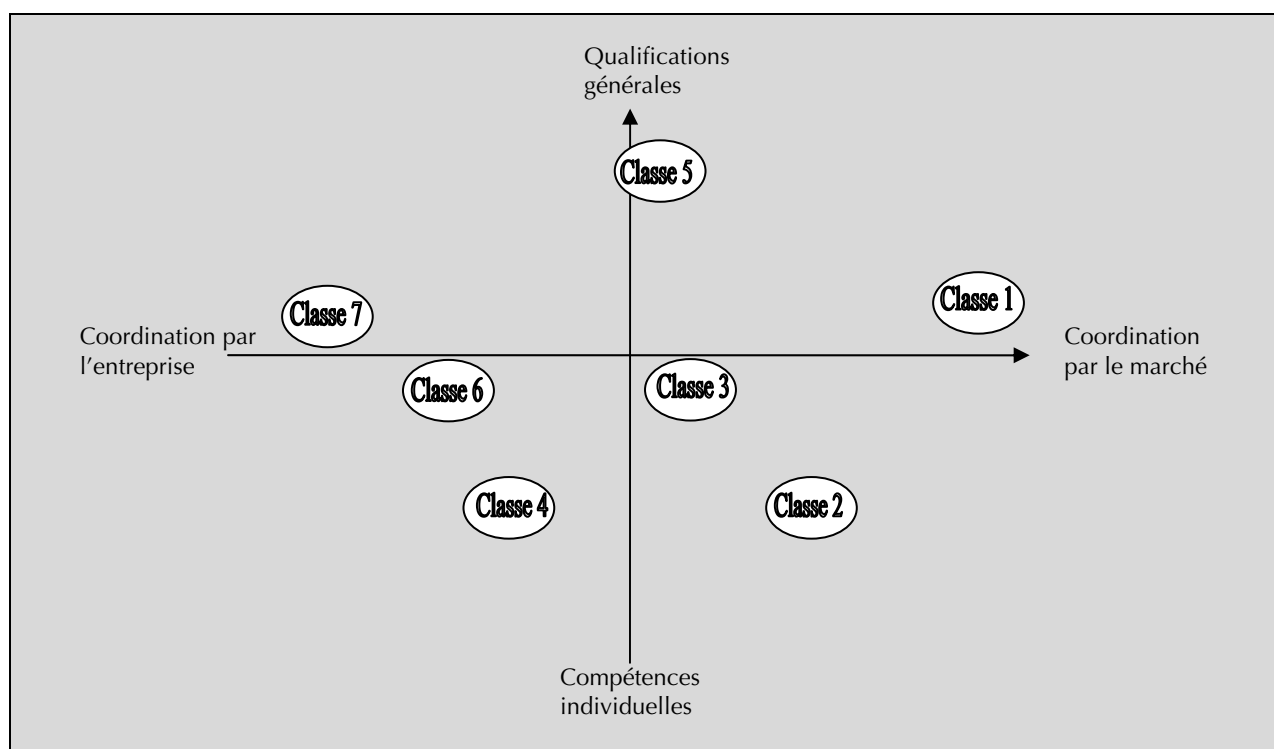 Qualifications
générales
Classe 5
Classe 1
Classe 7
Coordination par
l’entreprise
Coordination
par le marché
Classe 6
Classe 3
Classe 4
Classe 2
Compétences
individuelles